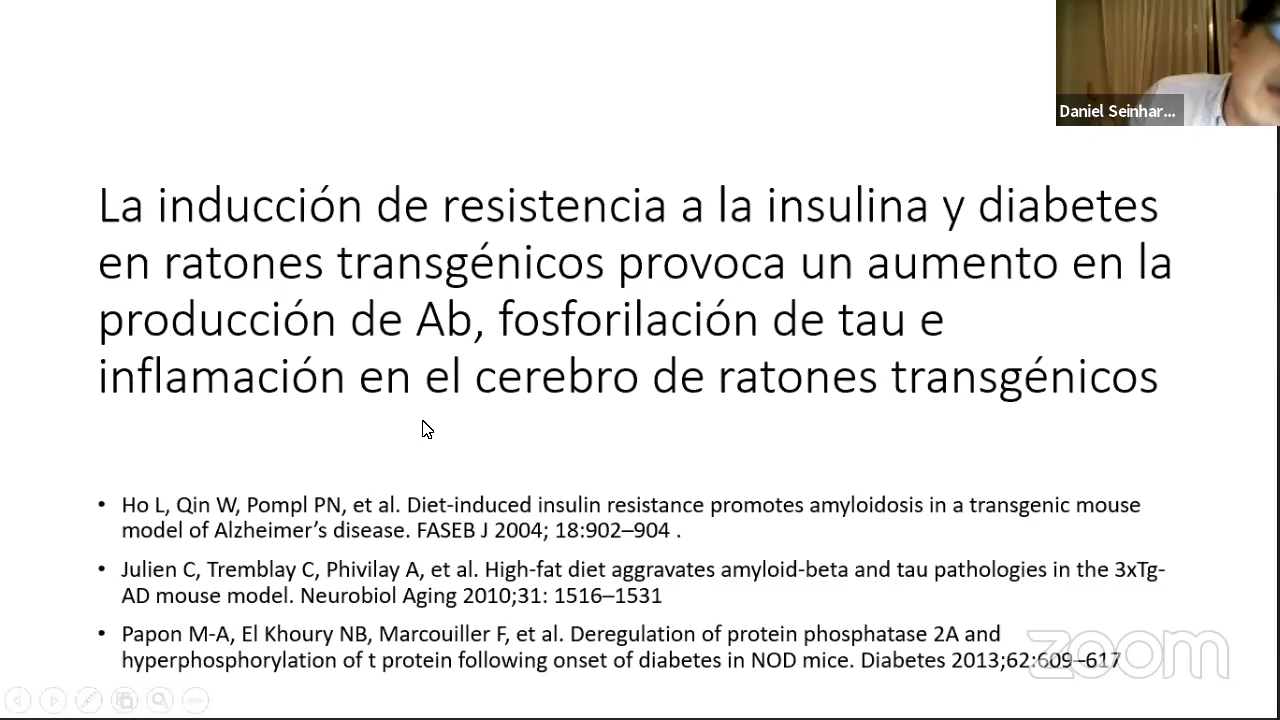 Daniel Seinhar...
La inducción de resistencia a la insulina y diabetes
en ratones transgénicos provoca un aumento en la
producción de Ab, fosforilación de tau e
inflamación en el cerebro de ratones transgénicos
• Ho L, Qin W, Pompl PN, et al. Diet-induced insulin resistance promotes amyloidosis in a transgenic mouse
model of Alzheimer’s disease. FASEB J 2004; 18:902–904 .
• Julien C, Tremblay C, Phivilay A, et al. High-fat diet aggravates amyloid-beta and tau pathologies in the 3xTg-
AD mouse model. Neurobiol Aging 2010;31: 1516–1531
• Papon M-A, El Khoury NB, Marcouiller F, et al. Deregulation of protein phosphatase 2A and
hyperphosphorylation of t protein following onset of diabetes in NOD mice. Diabetes 2013;62:609–617
zoom